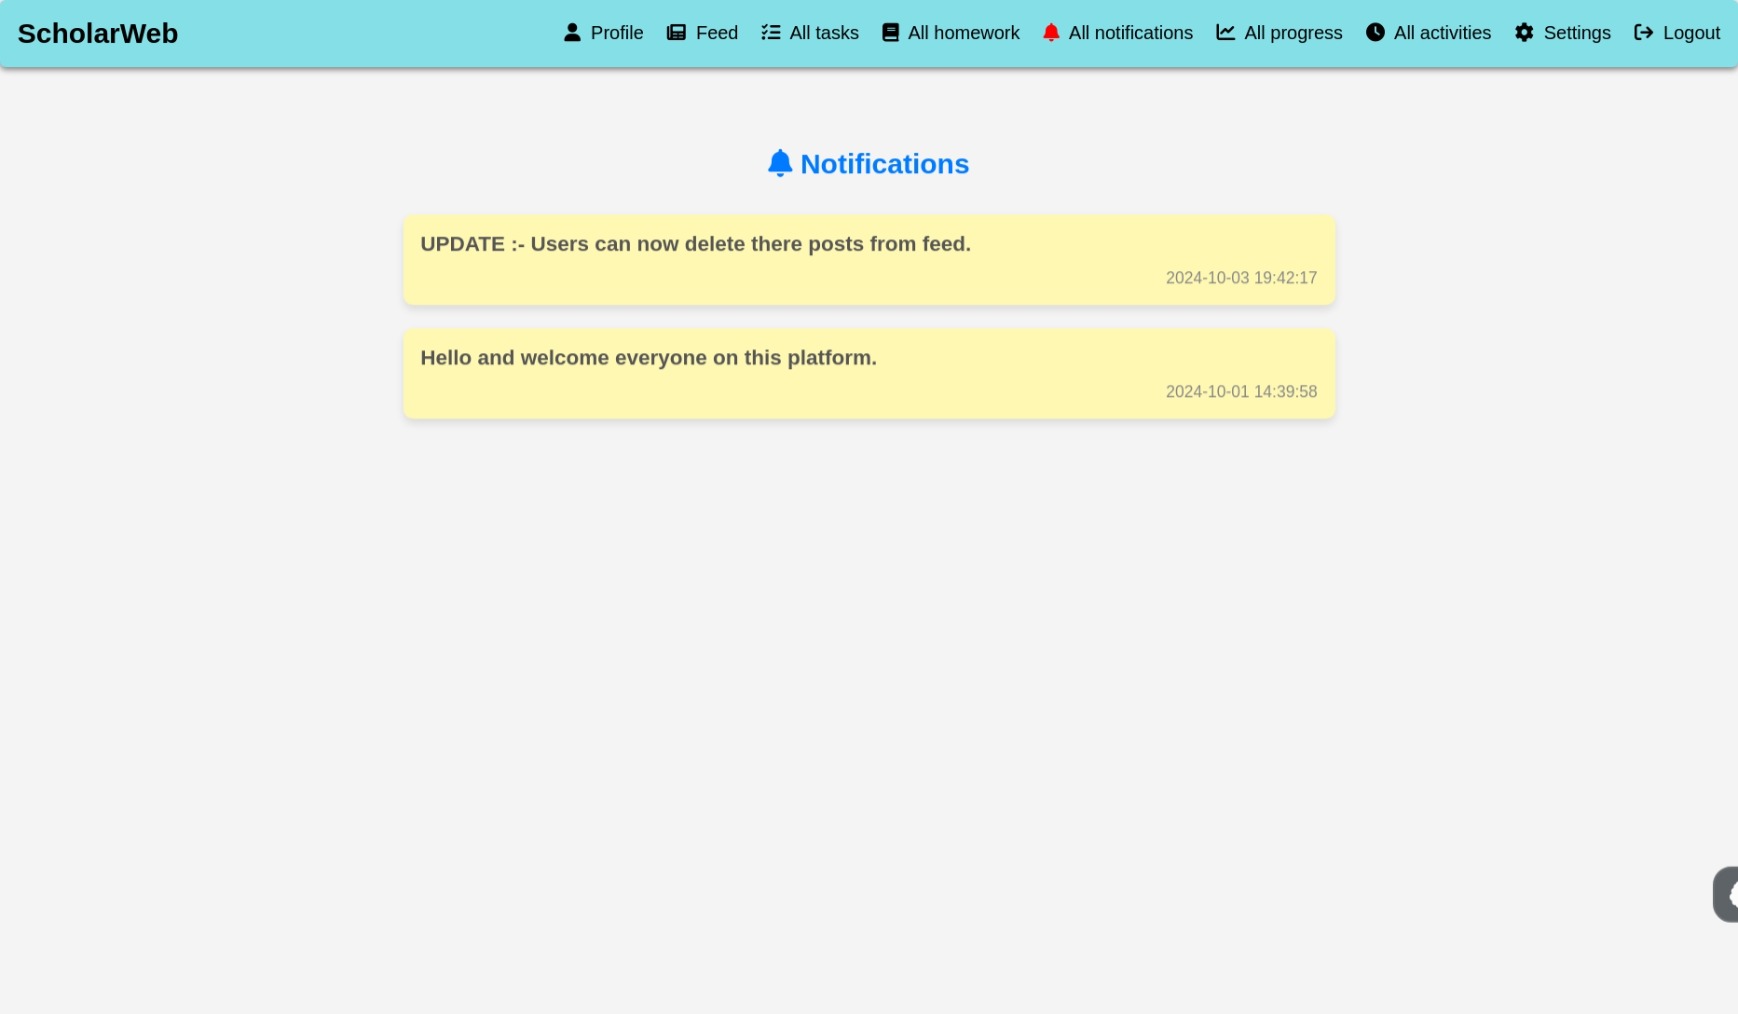 ScholarWeb
Profile
Feed
All tasks
All homework
All notifications
All progress
All activities
Settings
Logout
Notifications
UPDATE :- Users can now delete there posts from feed.
2024-10-03 19:42:17
Hello and welcome everyone on this platform.
2024-10-01 14:39:58